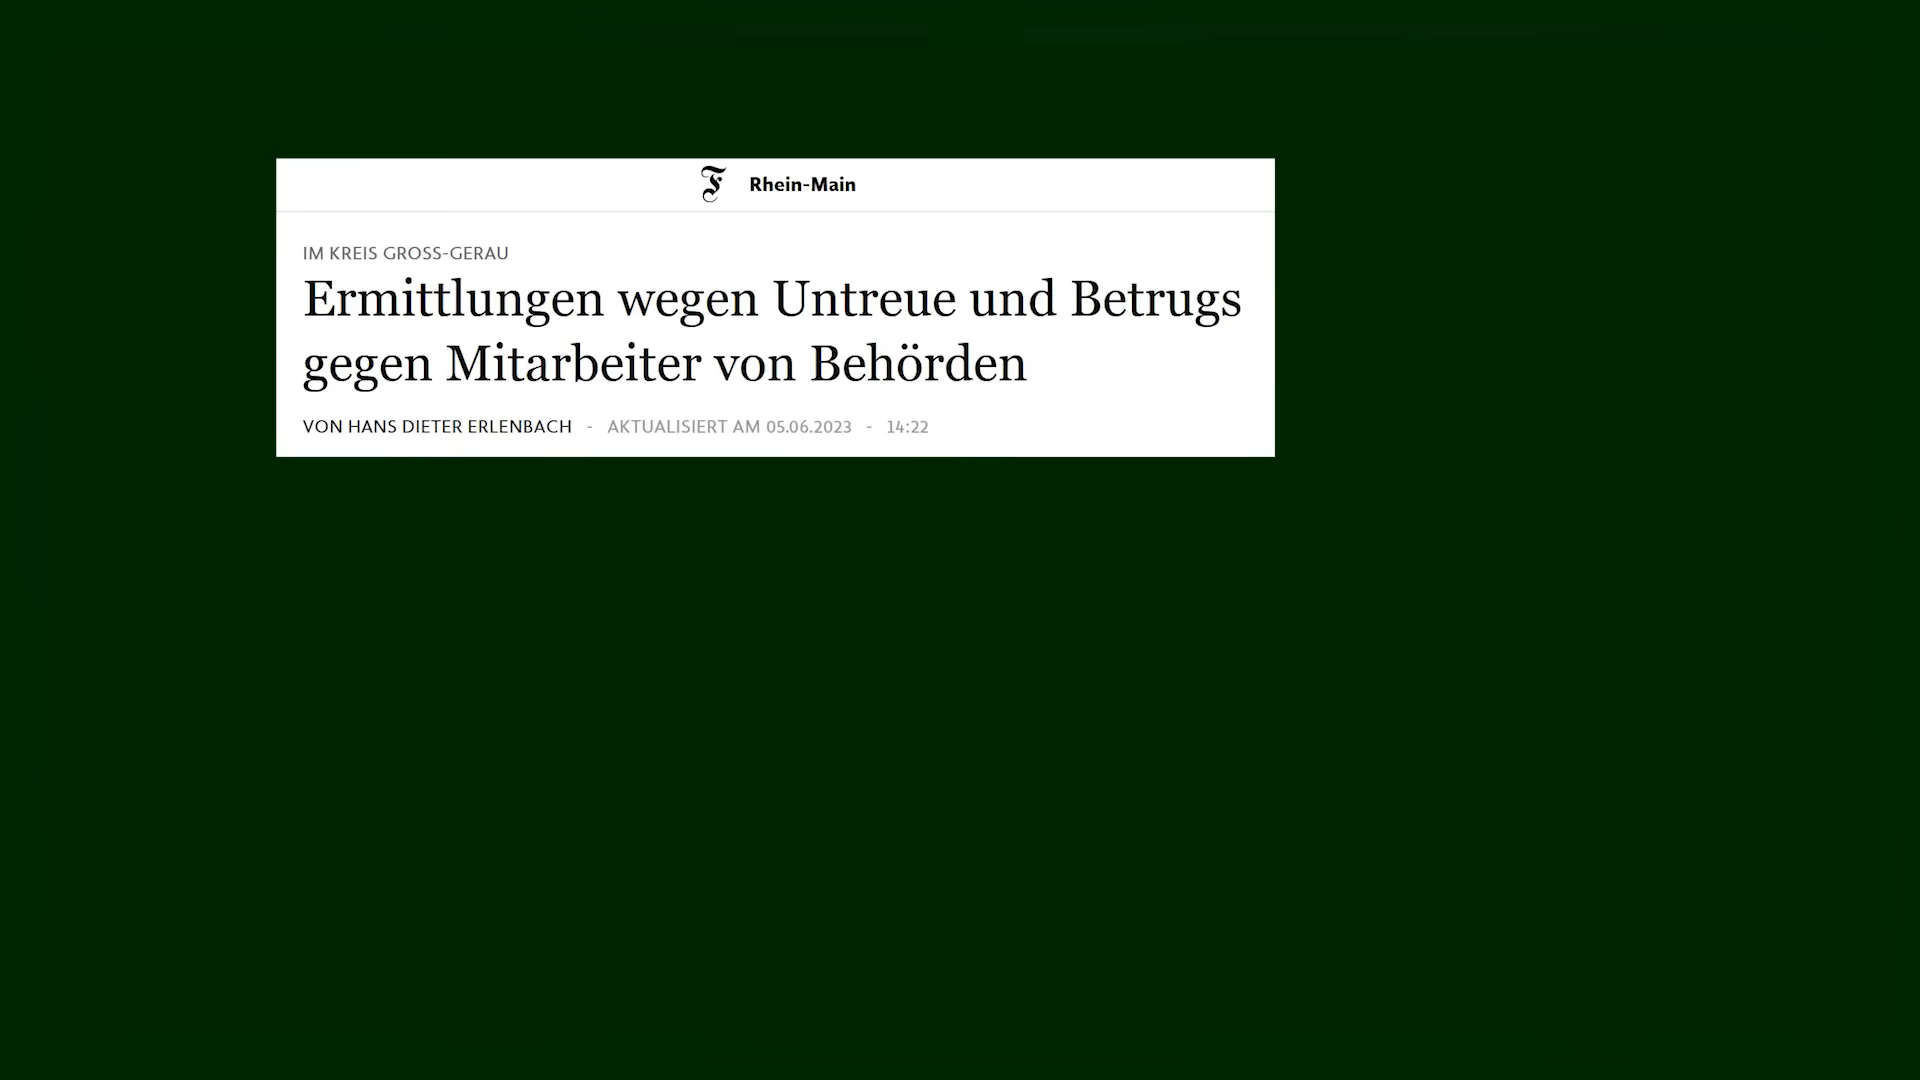 F Rhein-Main
IM KREIS GROSS-GERAU
Ermittlungen wegen Untreue und Betrugs
gegen Mitarbeiter von Behörden
VON HANS DIETER ERLENBACH - AKTUALISIERT AM 05.06.2023 - 14:22